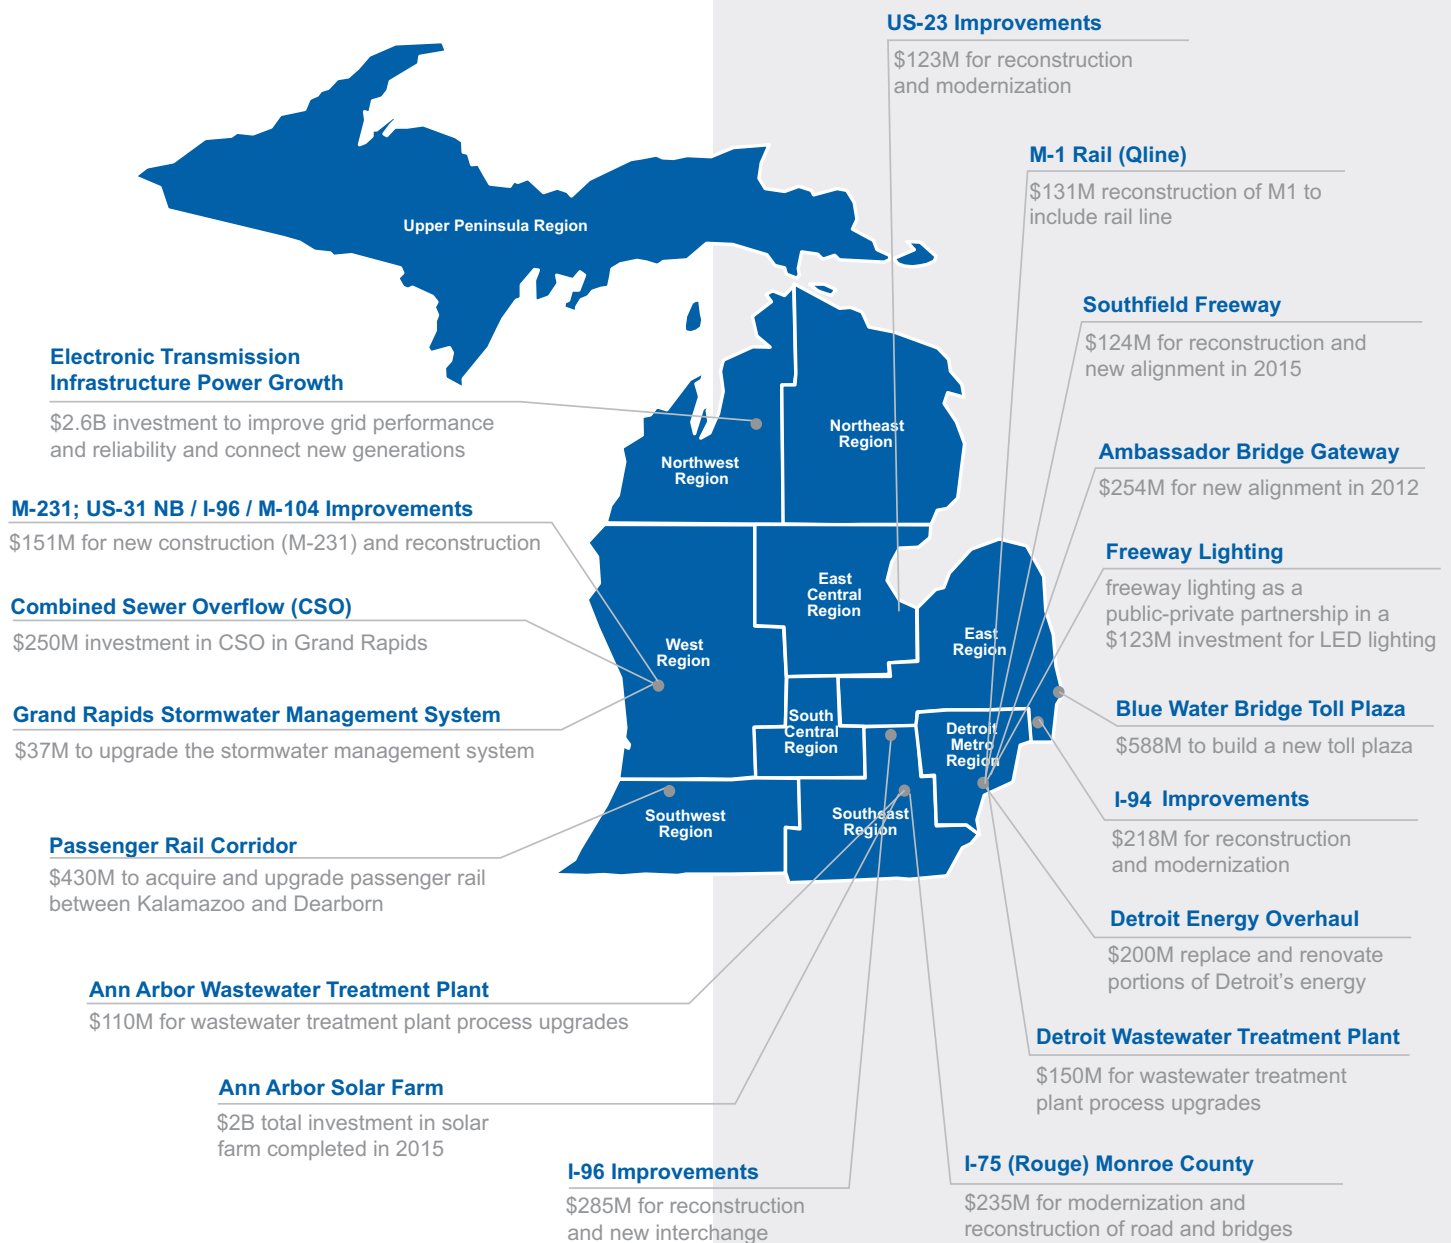 US-23 Improvements
$123M for reconstruction
and modernization
M-1 Rail (Qline)
$131M reconstruction of M1 to
include rail line
Upper Peninsula Region
Southfield Freeway
$124M for reconstruction and
new alignment in 2015
Electronic Transmission
Infrastructure Power Growth
$2.6B investment to improve grid performance
and reliability and connect new generations
Northeast
Region
Northwest
Region
Ambassador Bridge Gateway
$254M for new alignment in 2012
M-231; US-31 NB / I-96 / M-104 Improvements
$151M for new construction (M-231) and reconstruction
Freeway Lighting
freeway lighting as a
public-private partnership in a
$123M investment for LED lighting
East
Central
Region
Combined Sewer Overflow (CSO)
$250M investment in CSO in Grand Rapids
West
Region
East
Region
Grand Rapids Stormwater Management System
$37M to upgrade the stormwater management system
South
Central
Region
Detroit
Metro
Region
Blue Water Bridge Toll Plaza
$588M to build a new toll plaza
I-94 Improvements
$218M for reconstruction
and modernization
Southwest
Region
Southeast
Region
Passenger Rail Corridor
$430M to acquire and upgrade passenger rail
between Kalamazoo and Dearborn
Detroit Energy Overhaul
$200M replace and renovate
portions of Detroit's energy
Ann Arbor Wastewater Treatment Plant
$110M for wastewater treatment plant process upgrades
Detroit Wastewater Treatment Plant
$150M for wastewater treatment
plant process upgrades
Ann Arbor Solar Farm
$2B total investment in solar
farm completed in 2015
I-96 Improvements
$285M for reconstruction
and new interchange
I-75 (Rouge) Monroe County
$235M for modernization and
reconstruction of road and bridges